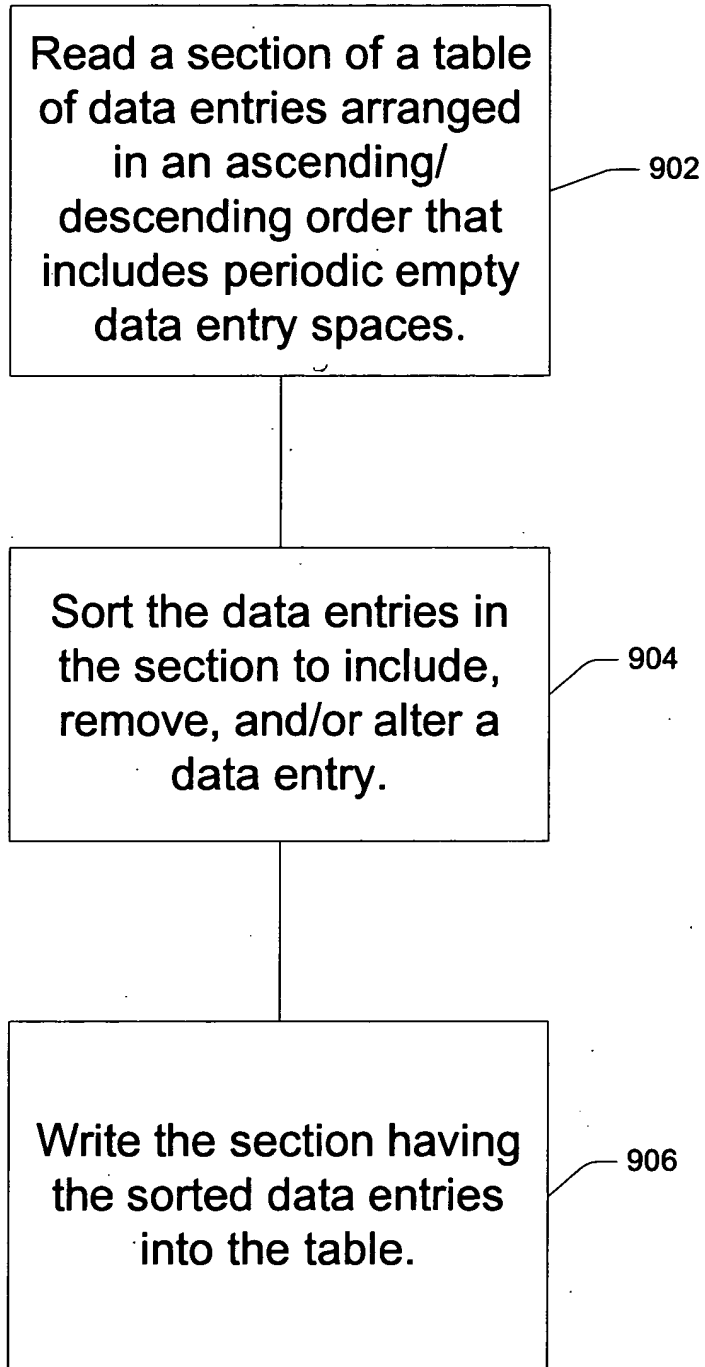 Read a section of a table
of data entries arranged
in an ascending/
descending order that
includes periodic empty
data entry spaces.
902
Sort the data entries in
the section to include,
remove, and/or alter a
data entry.
904
Write the section having
the sorted data entries
into the table.
906